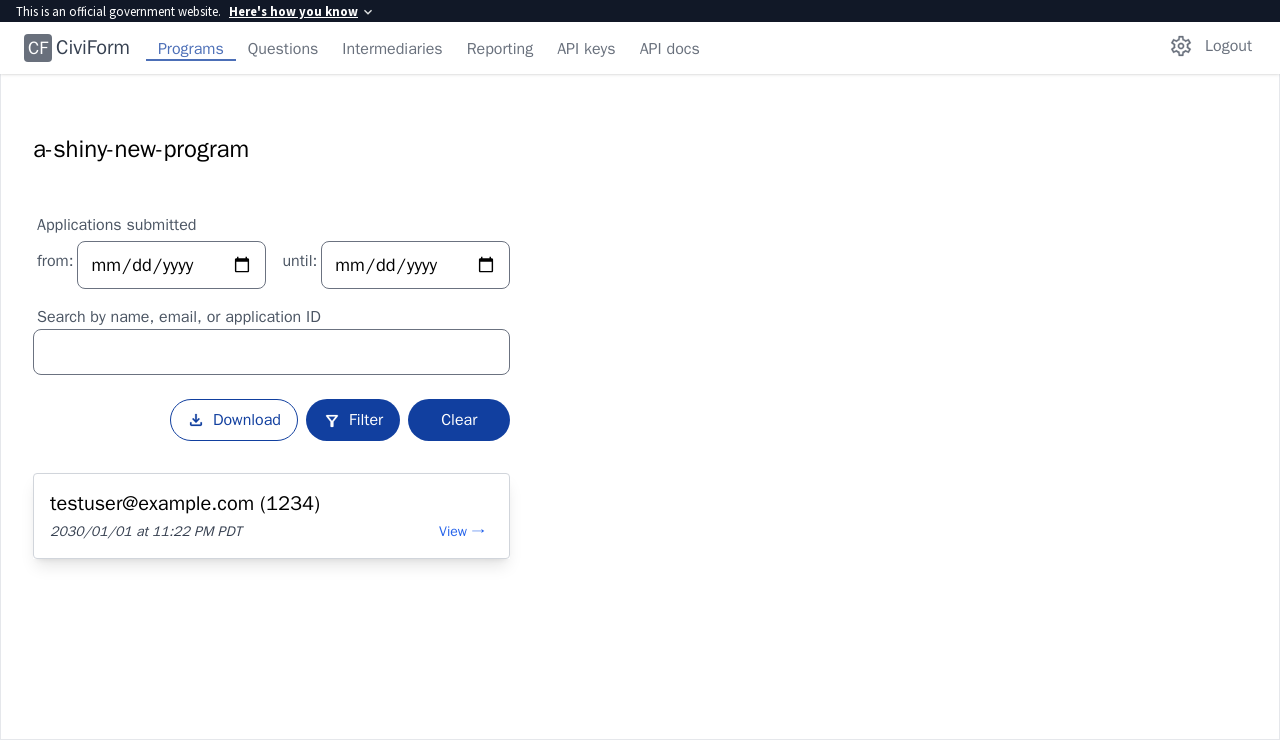 This is an official government website. Here's how you know
CF CiviForm Programs Questions Intermediaries Reporting API keys API docs Logout
a-shiny-new-program
Applications submitted
from: mm/dd/yyyy until: mm/dd/yyyy
Search by name, email, or application ID
Download Filter Clear
testuser@example.com (1234)
2030/01/01 at 11:22 PM PDT View →